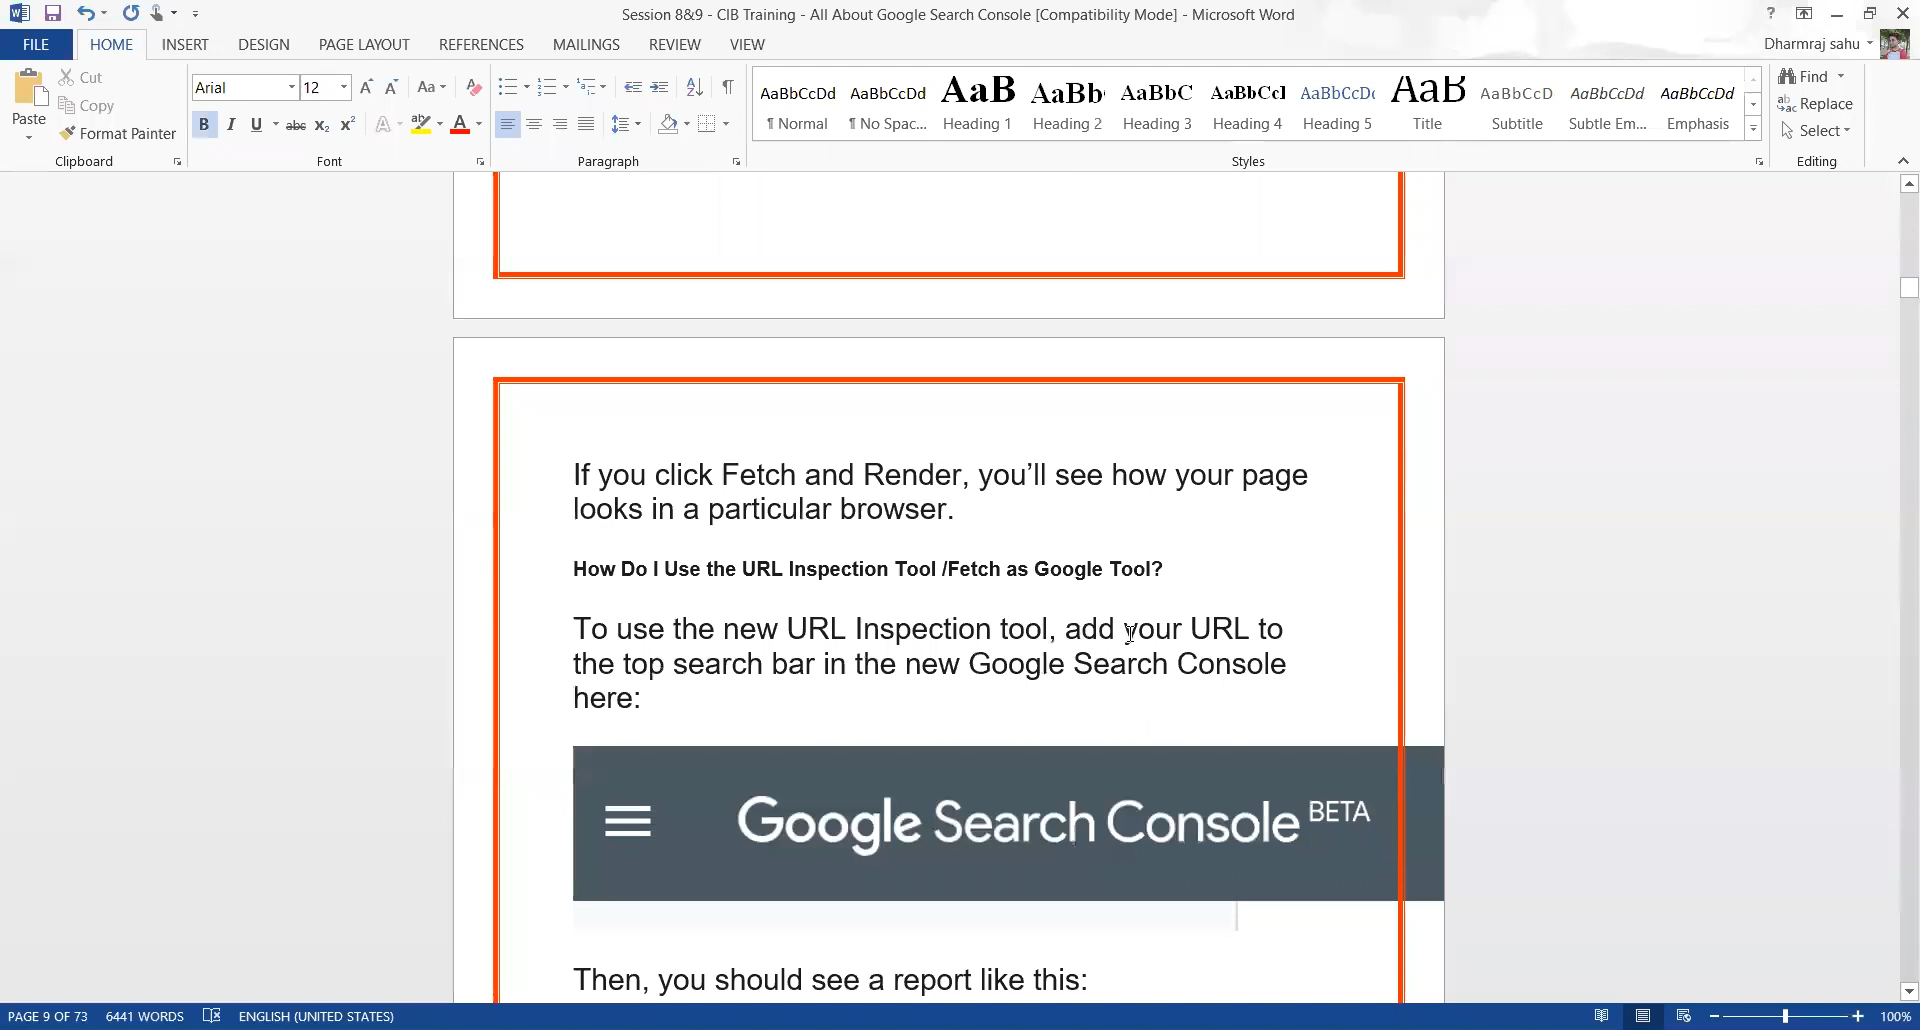 Session 8&9 - CIB Training - All About Google Search Console [Compatibility Mode] - Microsoft Word
?
FILE HOME INSERT DESIGN PAGE LAYOUT REFERENCES MAILINGS REVIEW VIEW
Dharmraj sahu
Paste
Cut
Copy
Format Painter
Clipboard
Arial 12
Aa
B I U abc X₂ X²
A ab A
Font
A Z
Paragraph
AaBbCcDd AaBbCcDd AaB AaBb( AaBbC AaBbCcI AaBbCcDc AaB AaBbCcD AaBbCcDd AaBbCcDd
¶ Normal ¶ No Spac... Heading 1 Heading 2 Heading 3 Heading 4 Heading 5 Title Subtitle Subtle Em... Emphasis
Styles
Find
Replace
Select
Editing
If you click Fetch and Render, you’ll see how your page
looks in a particular browser.
How Do I Use the URL Inspection Tool /Fetch as Google Tool?
To use the new URL Inspection tool, add your URL to
the top search bar in the new Google Search Console
here:
Google Search Console BETA
Then, you should see a report like this:
PAGE 9 OF 73 6441 WORDS ENGLISH (UNITED STATES)
100%